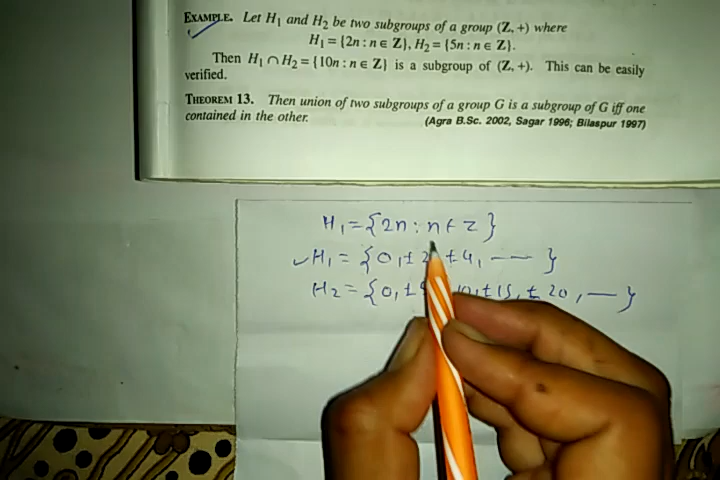 EXAMPLE. Let H₁ and H₂ be two subgroups of a group (Z, +) where
H₁ = {2n : n ∈ Z}, H₂ = {5n : n ∈ Z}.
Then H₁ ∩ H₂ = {10n : n ∈ Z} is a subgroup of (Z, +). This can be easily
verified.
THEOREM 13. Then union of two subgroups of a group G is a subgroup of G iff one
contained in the other. (Agra B.Sc. 2002, Sagar 1996; Bilaspur 1997)
H₁ = {2n : n ∈ Z}
✓H₁ = {0, ±2 ±4, --- }
H₂ = {0, ± 10, ±15, ±20, — }